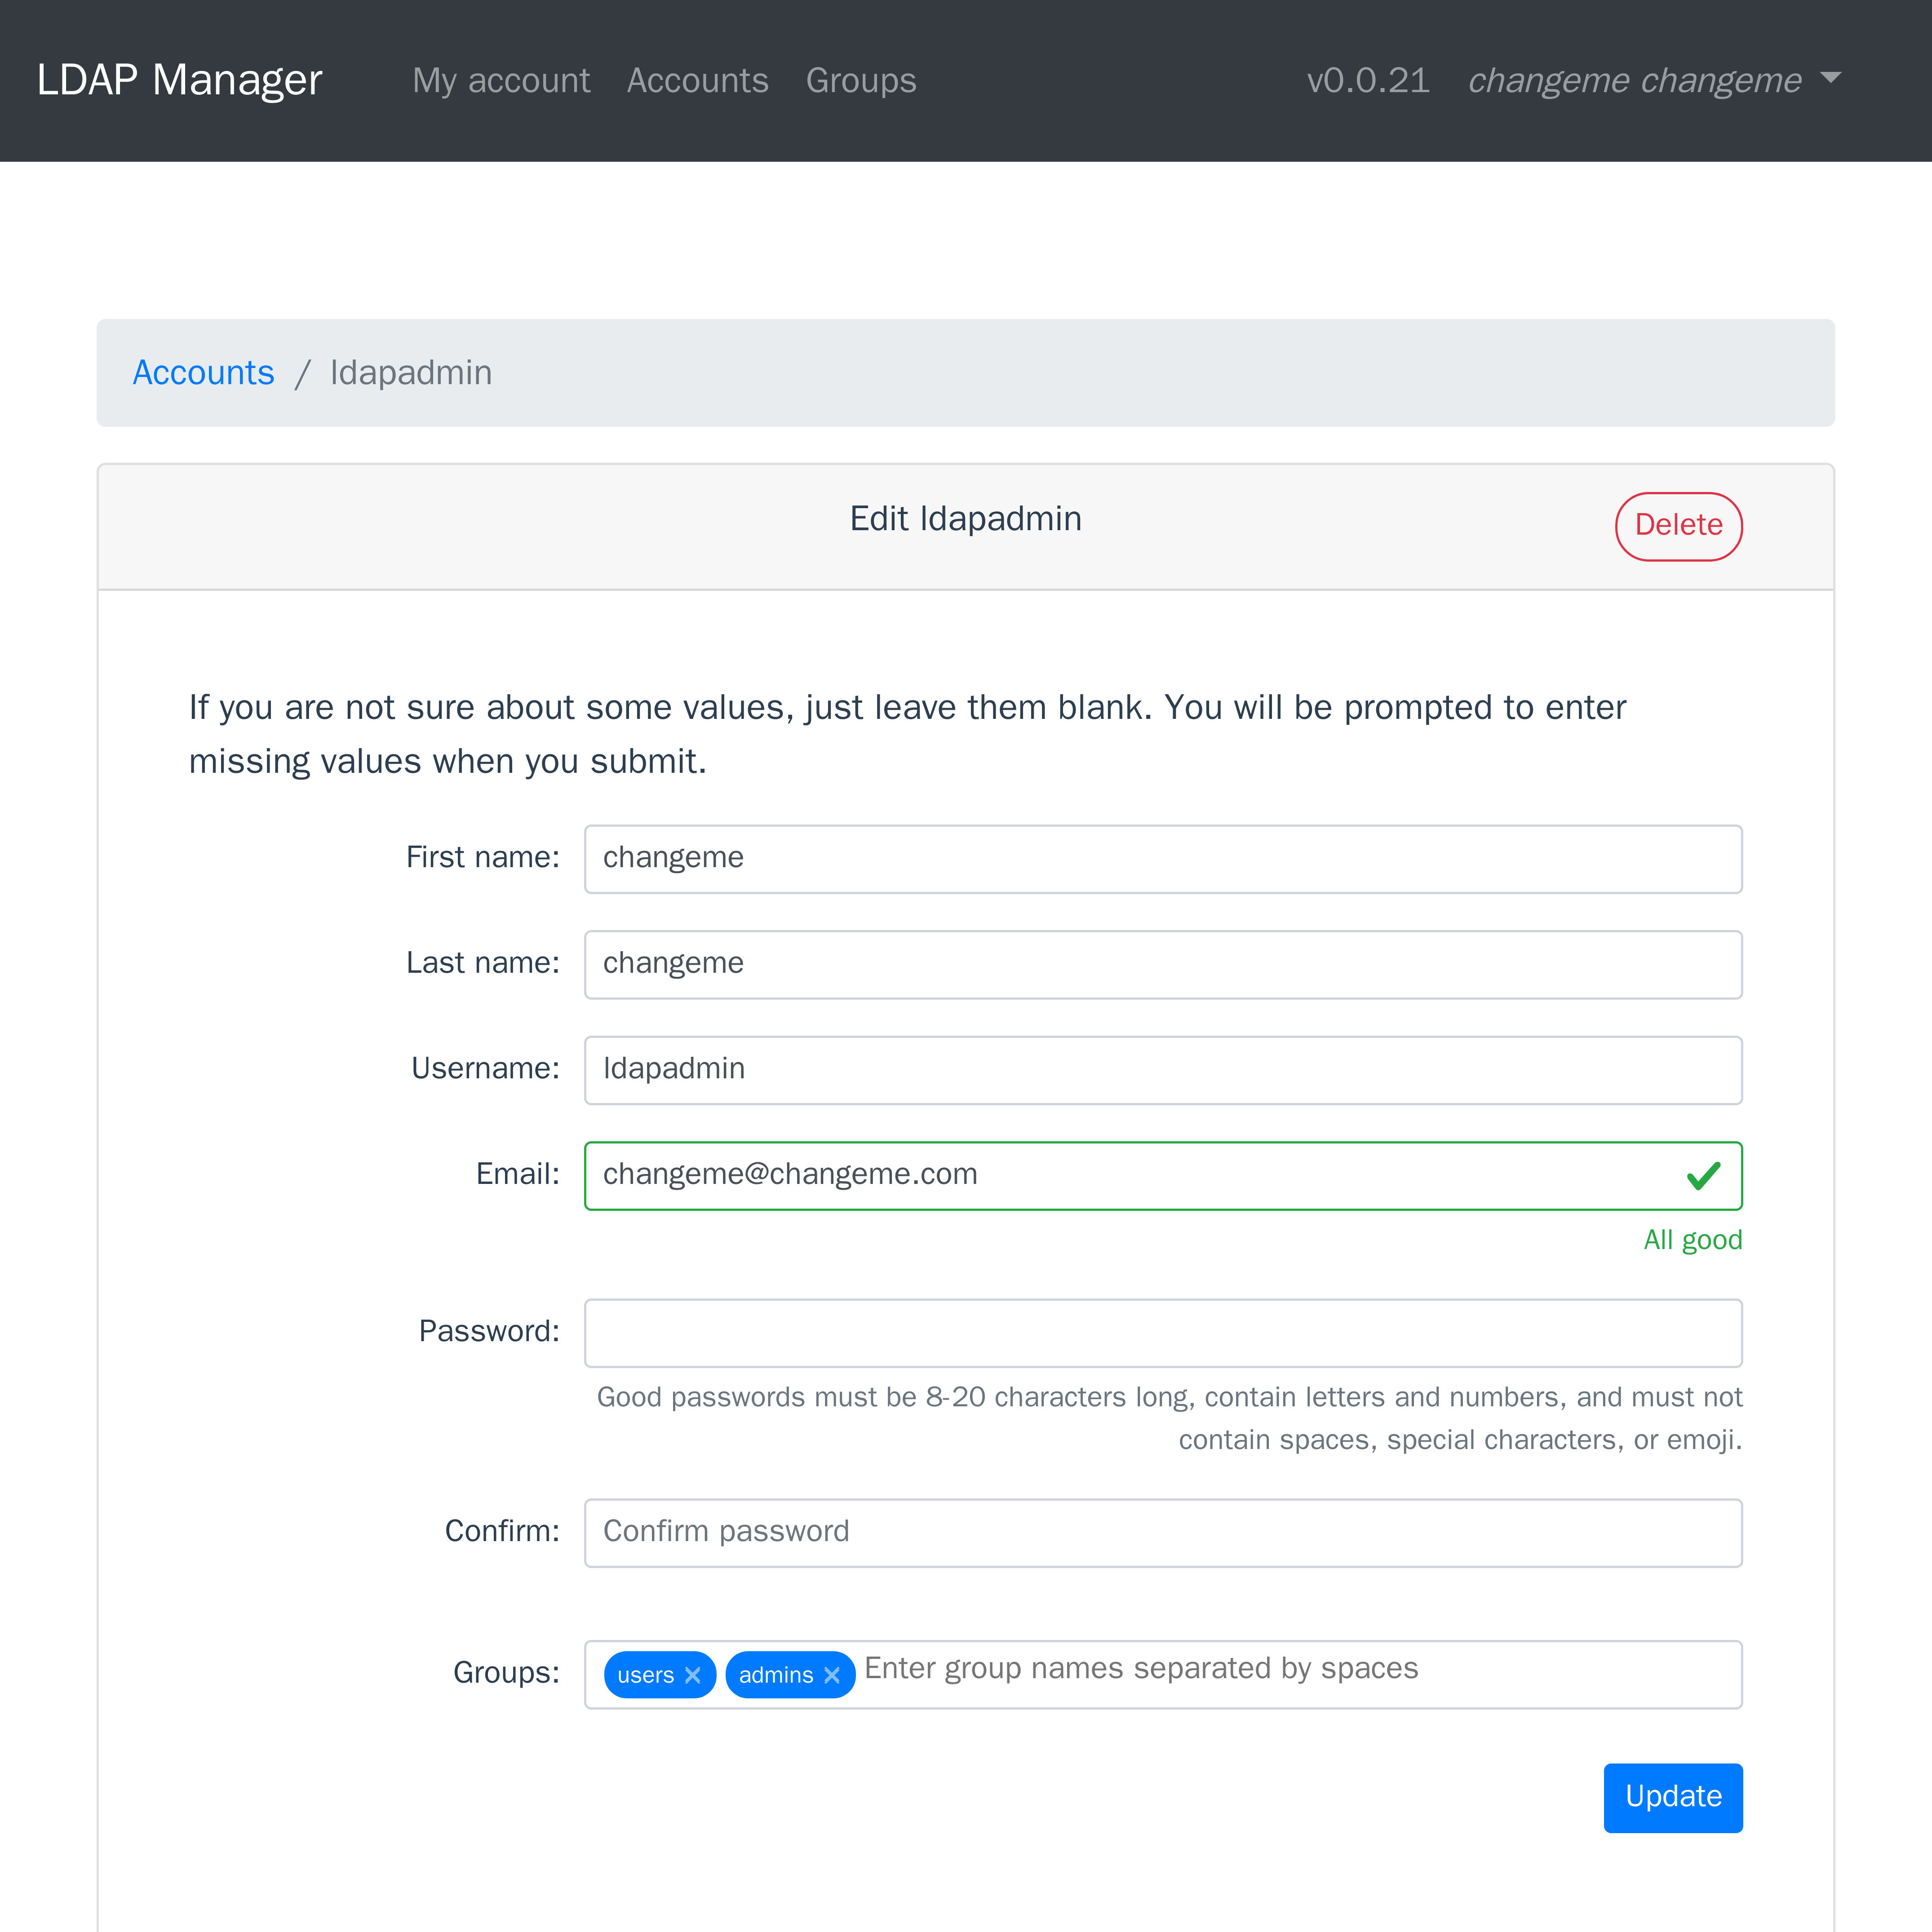 LDAP Manager My account Accounts Groups v0.0.21 changeme changeme
Accounts / ldapadmin
Edit ldapadmin Delete
If you are not sure about some values, just leave them blank. You will be prompted to enter
missing values when you submit.
First name: changeme
Last name: changeme
Username: ldapadmin
Email: changeme@changeme.com
All good
Password:
Good passwords must be 8-20 characters long, contain letters and numbers, and must not
contain spaces, special characters, or emoji.
Confirm: Confirm password
Groups: users admins Enter group names separated by spaces
Update